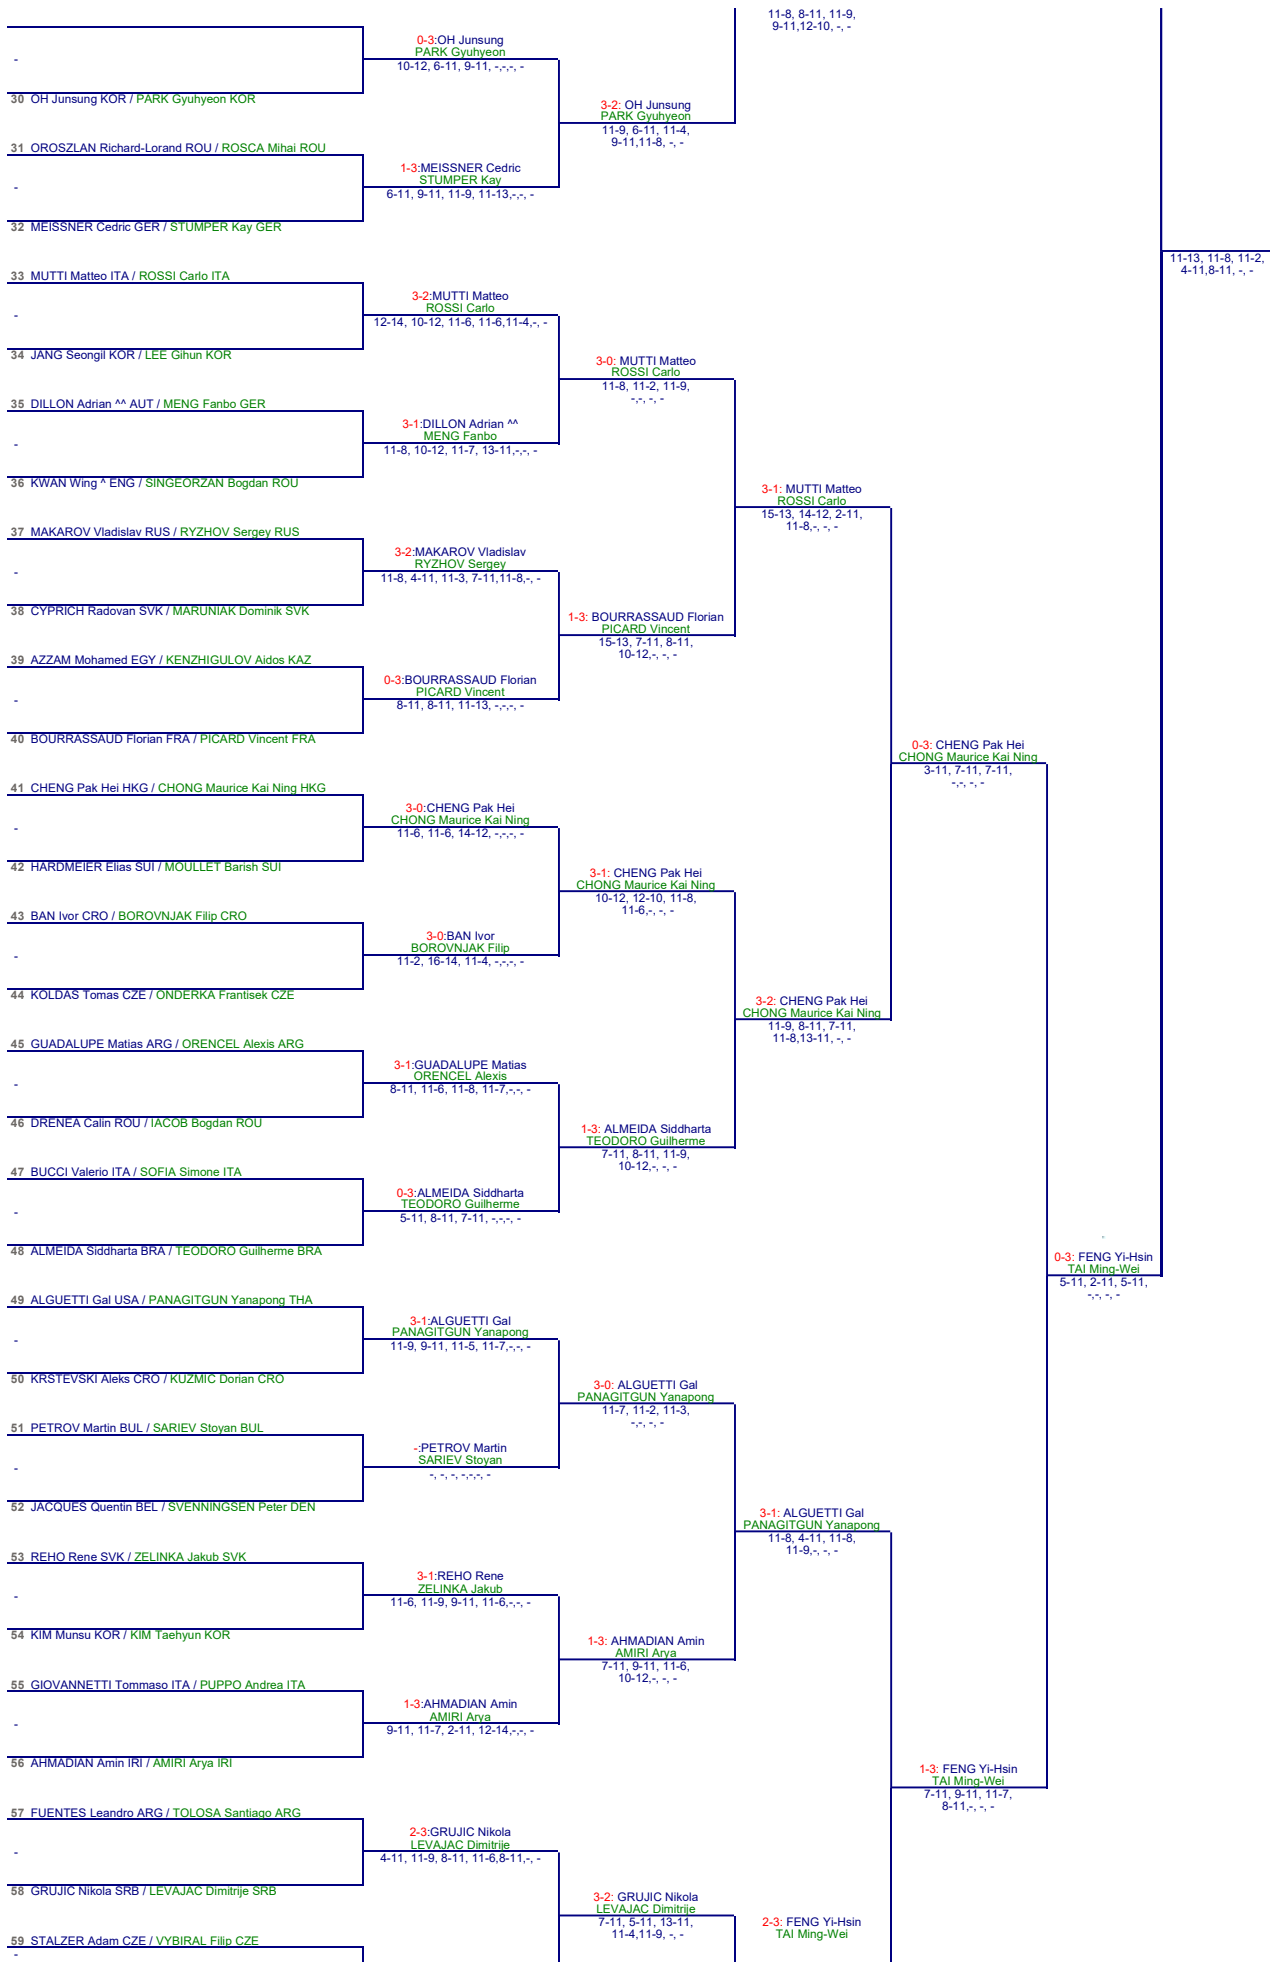 11-8, 8-11, 11-9,
9-11,12-10, -, -
0-3:OH Junsung
PARK Gyuhyeon
-
10-12, 6-11, 9-11, -,-,-, -
30 OH Junsung KOR / PARK Gyuhyeon KOR
3-2: OH Junsung
PARK Gyuhyeon
11-9, 6-11, 11-4,
9-11,11-8, -, -
31 OROSZLAN Richard-Lorand ROU / ROSCA Mihai ROU
1-3:MEISSNER Cedric
STUMPER Kay
-
6-11, 9-11, 11-9, 11-13,-,-, -
32 MEISSNER Cedric GER / STUMPER Kay GER
11-13, 11-8, 11-2,
4-11,8-11, -, -
33 MUTTI Matteo ITA / ROSSI Carlo ITA
3-2:MUTTI Matteo
ROSSI Carlo
-
12-14, 10-12, 11-6, 11-6,11-4,-, -
34 JANG Seongil KOR / LEE Gihun KOR
3-0: MUTTI Matteo
ROSSI Carlo
11-8, 11-2, 11-9,
-,-, -, -
35 DILLON Adrian ^^ AUT / MENG Fanbo GER
3-1:DILLON Adrian ^^
MENG Fanbo
-
11-8, 10-12, 11-7, 13-11,-,-, -
36 KWAN Wing ^ ENG / SINGEORZAN Bogdan ROU
3-1: MUTTI Matteo
ROSSI Carlo
15-13, 14-12, 2-11,
11-8,-, -, -
37 MAKAROV Vladislav RUS / RYZHOV Sergey RUS
3-2:MAKAROV Vladislav
RYZHOV Sergey
-
11-8, 4-11, 11-3, 7-11,11-8,-, -
38 CYPRICH Radovan SVK / MARUNIAK Dominik SVK
1-3: BOURRASSAUD Florian
PICARD Vincent
15-13, 7-11, 8-11,
10-12,-, -, -
39 AZZAM Mohamed EGY / KENZHIGULOV Aidos KAZ
0-3:BOURRASSAUD Florian
PICARD Vincent
-
8-11, 8-11, 11-13, -,-,-, -
40 BOURRASSAUD Florian FRA / PICARD Vincent FRA
0-3: CHENG Pak Hei
CHONG Maurice Kai Ning
3-11, 7-11, 7-11,
-,-, -, -
41 CHENG Pak Hei HKG / CHONG Maurice Kai Ning HKG
3-0:CHENG Pak Hei
CHONG Maurice Kai Ning
-
11-6, 11-6, 14-12, -,-,-, -
42 HARDMEIER Elias SUI / MOULLET Barish SUI
3-1: CHENG Pak Hei
CHONG Maurice Kai Ning
10-12, 12-10, 11-8,
11-6,-, -, -
43 BAN Ivor CRO / BOROVNJAK Filip CRO
3-0:BAN Ivor
BOROVNJAK Filip
-
11-2, 16-14, 11-4, -,-,-, -
44 KOLDAS Tomas CZE / ONDERKA Frantisek CZE
3-2: CHENG Pak Hei
CHONG Maurice Kai Ning
11-9, 8-11, 7-11,
11-8,13-11, -, -
45 GUADALUPE Matias ARG / ORENCEL Alexis ARG
3-1:GUADALUPE Matias
ORENCEL Alexis
-
8-11, 11-6, 11-8, 11-7,-,-, -
46 DRENEA Calin ROU / IACOB Bogdan ROU
1-3: ALMEIDA Siddharta
TEODORO Guilherme
7-11, 8-11, 11-9,
10-12,-, -, -
47 BUCCI Valerio ITA / SOFIA Simone ITA
0-3:ALMEIDA Siddharta
TEODORO Guilherme
-
5-11, 8-11, 7-11, -,-,-, -
48 ALMEIDA Siddharta BRA / TEODORO Guilherme BRA
0-3: FENG Yi-Hsin
TAI Ming-Wei
5-11, 2-11, 5-11,
-,-, -, -
49 ALGUETTI Gal USA / PANAGITGUN Yanapong THA
3-1:ALGUETTI Gal
PANAGITGUN Yanapong
-
11-9, 9-11, 11-5, 11-7,-,-, -
50 KRSTEVSKI Aleks CRO / KUZMIC Dorian CRO
3-0: ALGUETTI Gal
PANAGITGUN Yanapong
11-7, 11-2, 11-3,
-,-, -, -
51 PETROV Martin BUL / SARIEV Stoyan BUL
-:PETROV Martin
SARIEV Stoyan
-
-, -, -, -,-,-, -
52 JACQUES Quentin BEL / SVENNINGSEN Peter DEN
3-1: ALGUETTI Gal
PANAGITGUN Yanapong
11-8, 4-11, 11-8,
11-9,-, -, -
53 REHO Rene SVK / ZELINKA Jakub SVK
3-1:REHO Rene
ZELINKA Jakub
-
11-6, 11-9, 9-11, 11-6,-,-, -
54 KIM Munsu KOR / KIM Taehyun KOR
1-3: AHMADIAN Amin
AMIRI Arya
7-11, 9-11, 11-6,
10-12,-, -, -
55 GIOVANNETTI Tommaso ITA / PUPPO Andrea ITA
1-3:AHMADIAN Amin
AMIRI Arya
-
9-11, 11-7, 2-11, 12-14,-,-, -
56 AHMADIAN Amin IRI / AMIRI Arya IRI
1-3: FENG Yi-Hsin
TAI Ming-Wei
7-11, 9-11, 11-7,
8-11,-, -, -
57 FUENTES Leandro ARG / TOLOSA Santiago ARG
2-3:GRUJIC Nikola
LEVAJAC Dimitrije
-
4-11, 11-9, 8-11, 11-6,8-11,-, -
58 GRUJIC Nikola SRB / LEVAJAC Dimitrije SRB
3-2: GRUJIC Nikola
LEVAJAC Dimitrije
7-11, 5-11, 13-11,
11-4,11-9, -, -
2-3: FENG Yi-Hsin
TAI Ming-Wei
59 STALZER Adam CZE / VYBIRAL Filip CZE
-